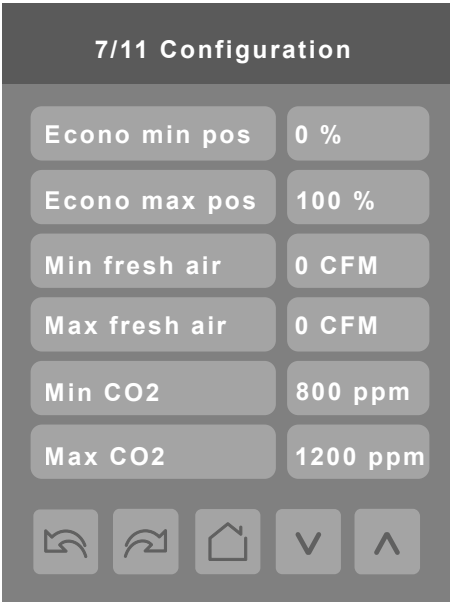 7/11 Configuration
Econo min pos 0 %
Econo max pos 100 %
Min fresh air 0 CFM
Max fresh air 0 CFM
Min CO2 800 ppm
Max CO2 1200 ppm